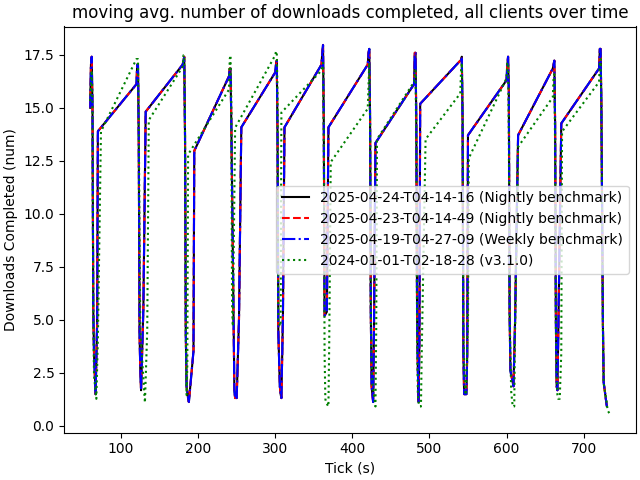 moving avg. number of downloads completed, all clients over time
Downloads Completed (num)
17.5
15.0
12.5
10.0
7.5
5.0
2.5
0.0
2025-04-24-T04-14-16 (Nightly benchmark)
2025-04-23-T04-14-49 (Nightly benchmark)
2025-04-19-T04-27-09 (Weekly benchmark)
2024-01-01-T02-18-28 (v3.1.0)
100 200 300 400 500 600 700
Tick (s)